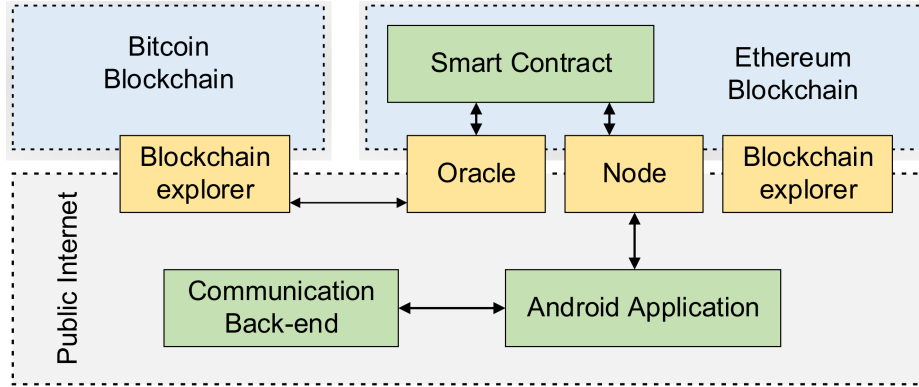 Bitcoin
Blockchain
Smart Contract
Ethereum
Blockchain
Blockchain
explorer
Oracle
Node
Blockchain
explorer
Public Internet
Communication
Back-end
Android Application